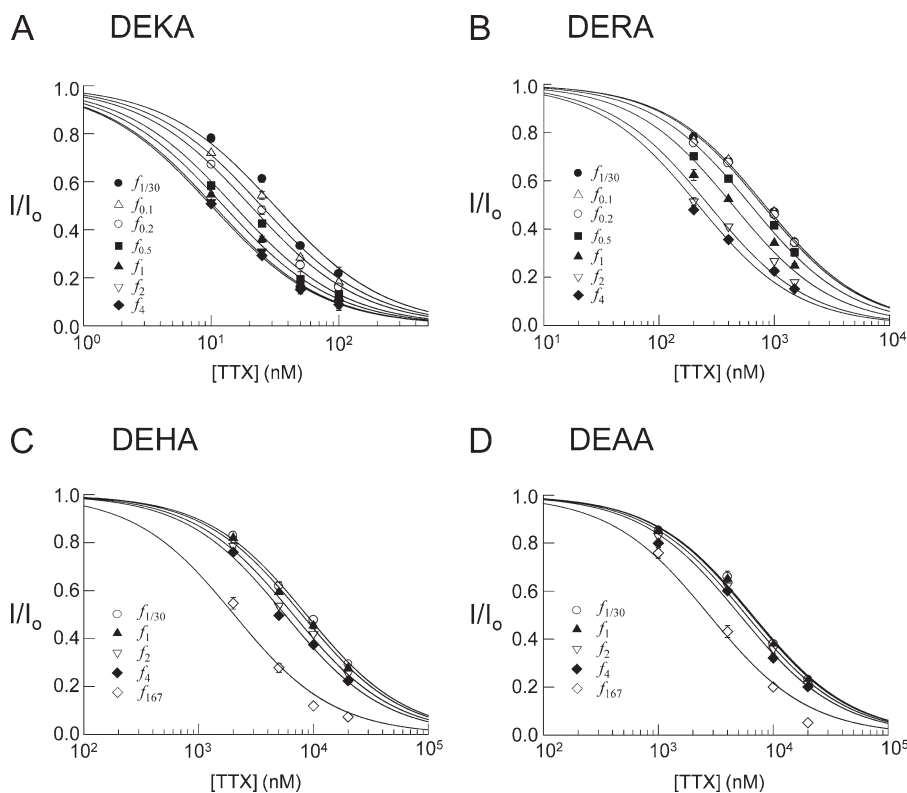 A DEKA
I/Io
1.0
0.8
0.6
0.4
0.2
0.0
f1/30
f0.1
f0.2
f0.5
f1
f2
f4
10^0 10^1 10^2
[TTX] (nM)
B DERA
I/Io
1.0
0.8
0.6
0.4
0.2
0.0
f1/30
f0.1
f0.2
f0.5
f1
f2
f4
10^1 10^2 10^3 10^4
[TTX] (nM)
C DEHA
I/Io
1.0
0.8
0.6
0.4
0.2
0.0
f1/30
f1
f2
f4
f167
10^2 10^3 10^4 10^5
[TTX] (nM)
D DEAA
I/Io
1.0
0.8
0.6
0.4
0.2
0.0
f1/30
f1
f2
f4
f167
10^2 10^3 10^4 10^5
[TTX] (nM)